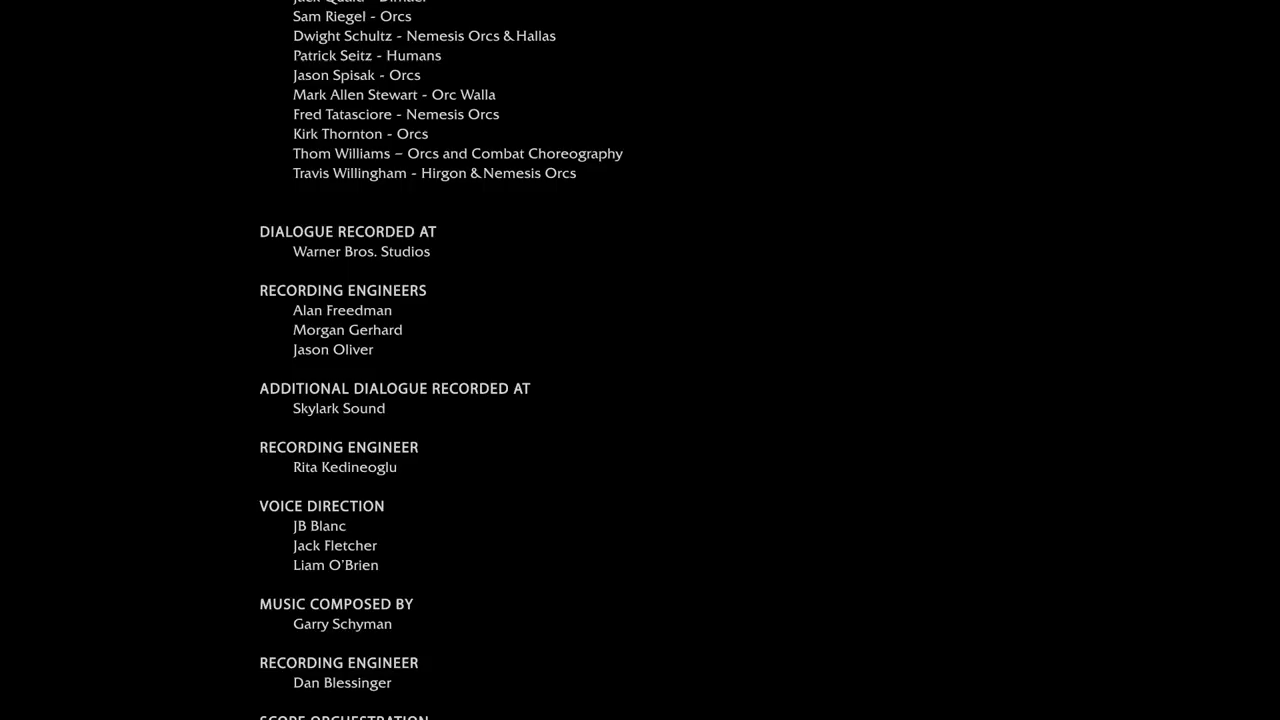 Sam Riegel - Orcs
Dwight Schultz - Nemesis Orcs & Hallas
Patrick Seitz - Humans
Jason Spisak - Orcs
Mark Allen Stewart - Orc Walla
Fred Tatasciore - Nemesis Orcs
Kirk Thornton - Orcs
Thom Williams – Orcs and Combat Choreography
Travis Willingham - Hirgon & Nemesis Orcs
DIALOGUE RECORDED AT
Warner Bros. Studios
RECORDING ENGINEERS
Alan Freedman
Morgan Gerhard
Jason Oliver
ADDITIONAL DIALOGUE RECORDED AT
Skylark Sound
RECORDING ENGINEER
Rita Kedineoglu
VOICE DIRECTION
JB Blanc
Jack Fletcher
Liam O'Brien
MUSIC COMPOSED BY
Garry Schyman
RECORDING ENGINEER
Dan Blessinger
SCORE ORCHESTRATION